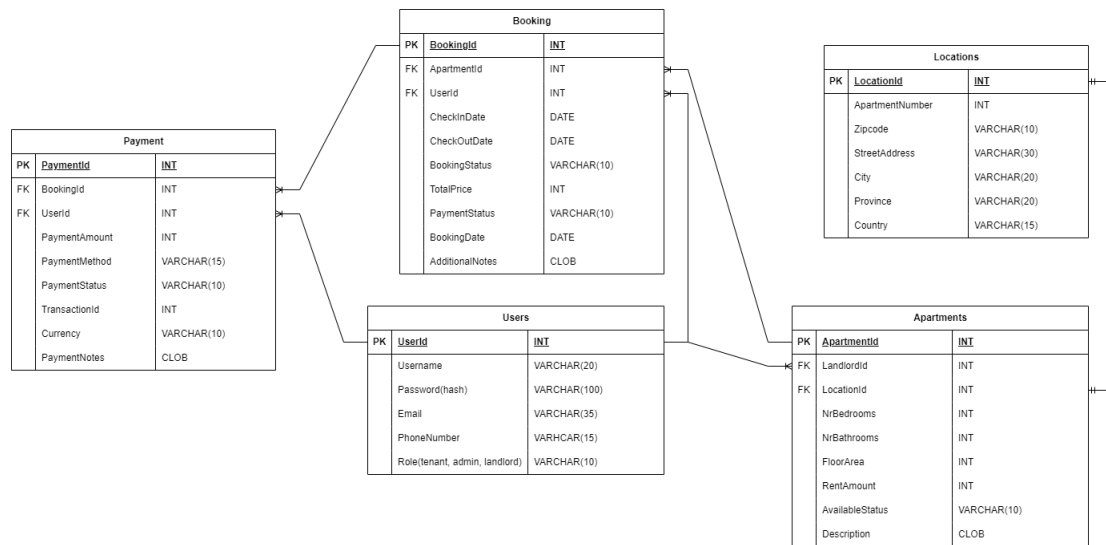 Booking
PK BookingId INT
FK ApartmentId INT
FK UserId INT
CheckInDate DATE
CheckOutDate DATE
BookingStatus VARCHAR(10)
TotalPrice INT
PaymentStatus VARCHAR(10)
BookingDate DATE
AdditionalNotes CLOB
Locations
PK LocationId INT
ApartmentNumber INT
Zipcode VARCHAR(10)
StreetAddress VARCHAR(30)
City VARCHAR(20)
Province VARCHAR(20)
Country VARCHAR(15)
Payment
PK PaymentId INT
FK BookingId INT
FK UserId INT
PaymentAmount INT
PaymentMethod VARCHAR(15)
PaymentStatus VARCHAR(10)
TransactionId INT
Currency VARCHAR(10)
PaymentNotes CLOB
Users
PK UserId INT
Username VARCHAR(20)
Password(hash) VARCHAR(100)
Email VARCHAR(35)
PhoneNumber VARHCAR(15)
Role(tenant, admin, landlord) VARCHAR(10)
Apartments
PK ApartmentId INT
FK LandlordId INT
FK LocationId INT
NrBedrooms INT
NrBathrooms INT
FloorArea INT
RentAmount INT
AvailableStatus VARCHAR(10)
Description CLOB